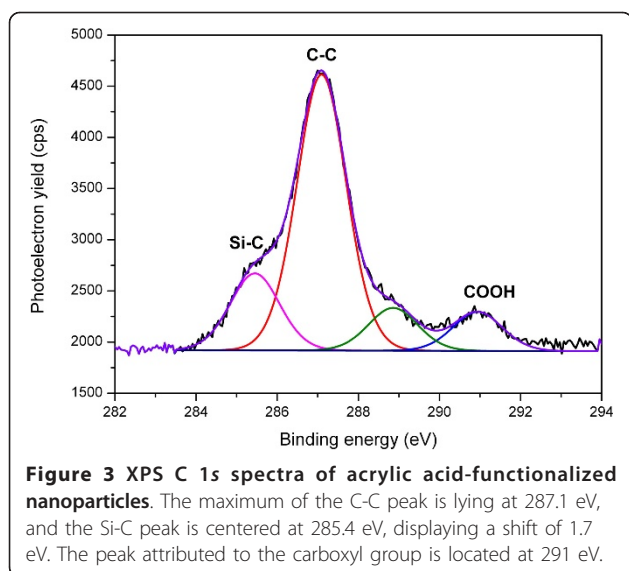 C-C
5000
4500
4000
3500
3000
2500
2000
1500
Photoelectron yield (cps)
Si-C
COOH
282 284 286 288 290 292 294
Binding energy (eV)
Figure 3 XPS C 1s spectra of acrylic acid-functionalized
nanoparticles. The maximum of the C-C peak is lying at 287.1 eV,
and the Si-C peak is centered at 285.4 eV, displaying a shift of 1.7
eV. The peak attributed to the carboxyl group is located at 291 eV.